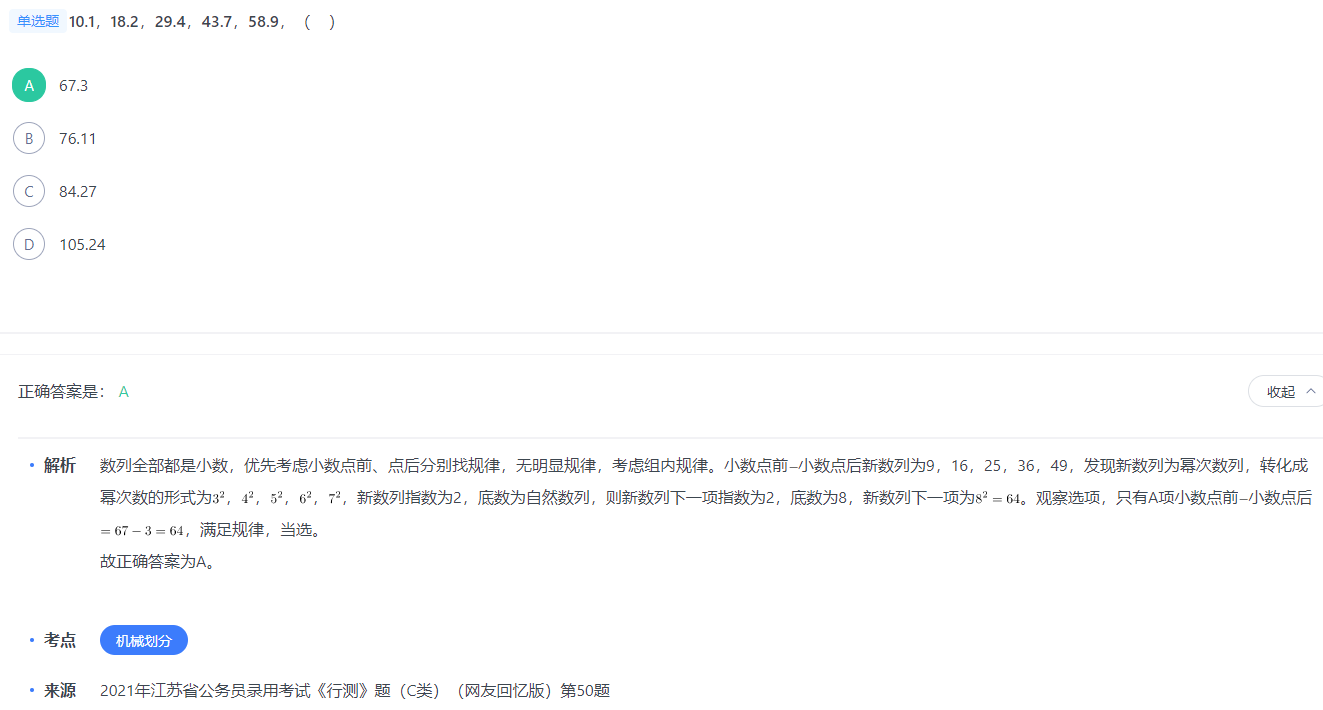 单选题 10.1，18.2，29.4，43.7，58.9，（ ）
A 67.3
B 76.11
C 84.27
D 105.24
正确答案是： A
收起
• 解析 数列全部都是小数，优先考虑小数点前、点后分别找规律，无明显规律，考虑组内规律。小数点前−小数点后新数列为9，16，25，36，49，发现新数列为幂次数列，转化成
幂次数的形式为3²，4²，5²，6²，7²，新数列指数为2，底数为自然数列，则新数列下一项指数为2，底数为8，新数列下一项为8² = 64。观察选项，只有A项小数点前−小数点后
= 67 − 3 = 64，满足规律，当选。
故正确答案为A。
• 考点 机械划分
• 来源 2021年江苏省公务员录用考试《行测》题（C类）（网友回忆版）第50题